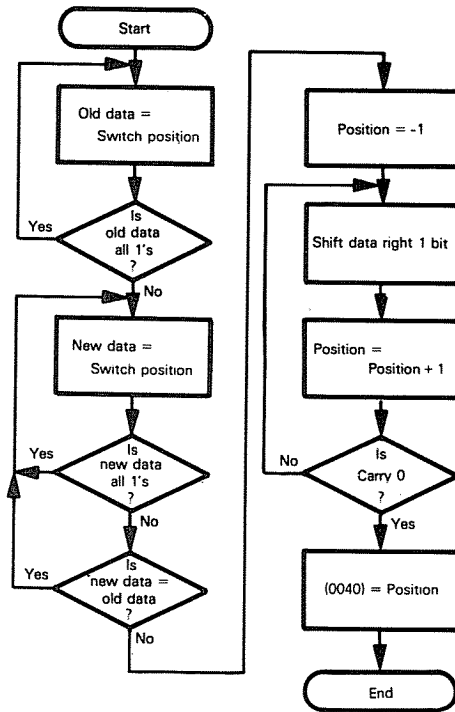 Start
Old data =
Switch position
Is
old data
all 1's
?
Yes
No
New data =
Switch position
Is
new data
all 1's
?
Yes
No
Is
new data =
old data
?
Yes
No
Position = -1
Shift data right 1 bit
Position =
Position + 1
Is
Carry 0
?
No
Yes
(0040) = Position
End